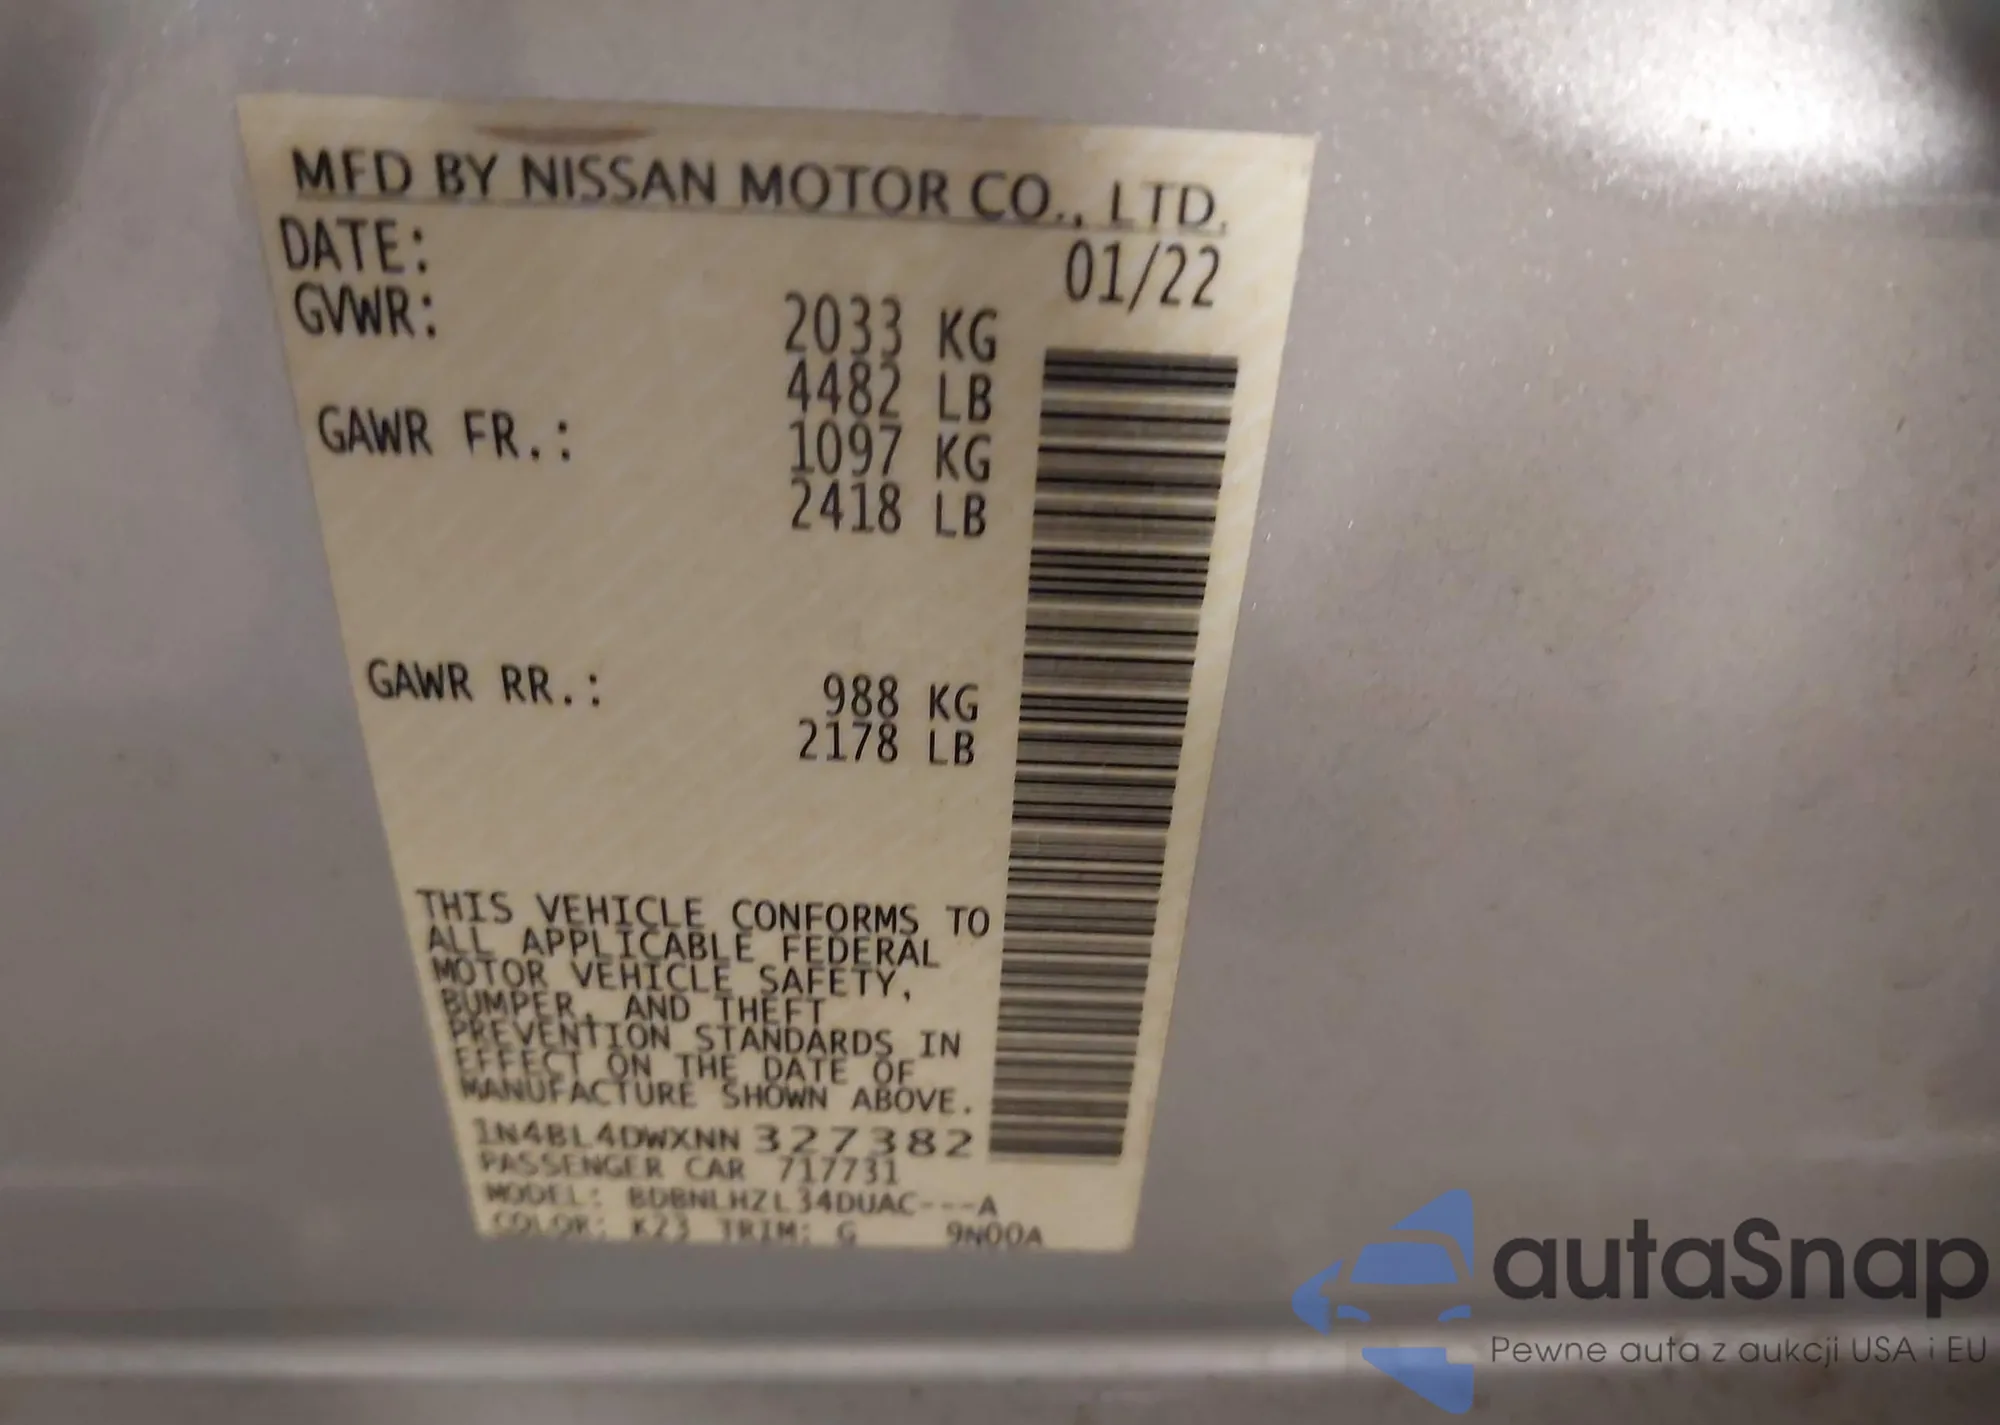 MFD BY NISSAN MOTOR CO., LTD.
DATE: 01/22
GVWR: 2033 KG
4482 LB
GAWR FR.: 1097 KG
2418 LB
GAWR RR.: 988 KG
2178 LB
THIS VEHICLE CONFORMS TO
ALL APPLICABLE FEDERAL
MOTOR VEHICLE SAFETY,
BUMPER, AND THEFT
PREVENTION STANDARDS IN
EFFECT ON THE DATE OF
MANUFACTURE SHOWN ABOVE.
1N4BL4DWXNN327382
PASSENGER CAR 717731
MODEL: BDBNLHZL34DUAC---A
COLOR: K23 TRIM: G 9N00A
autaSnap
Pewne auta z aukcji USA i EU